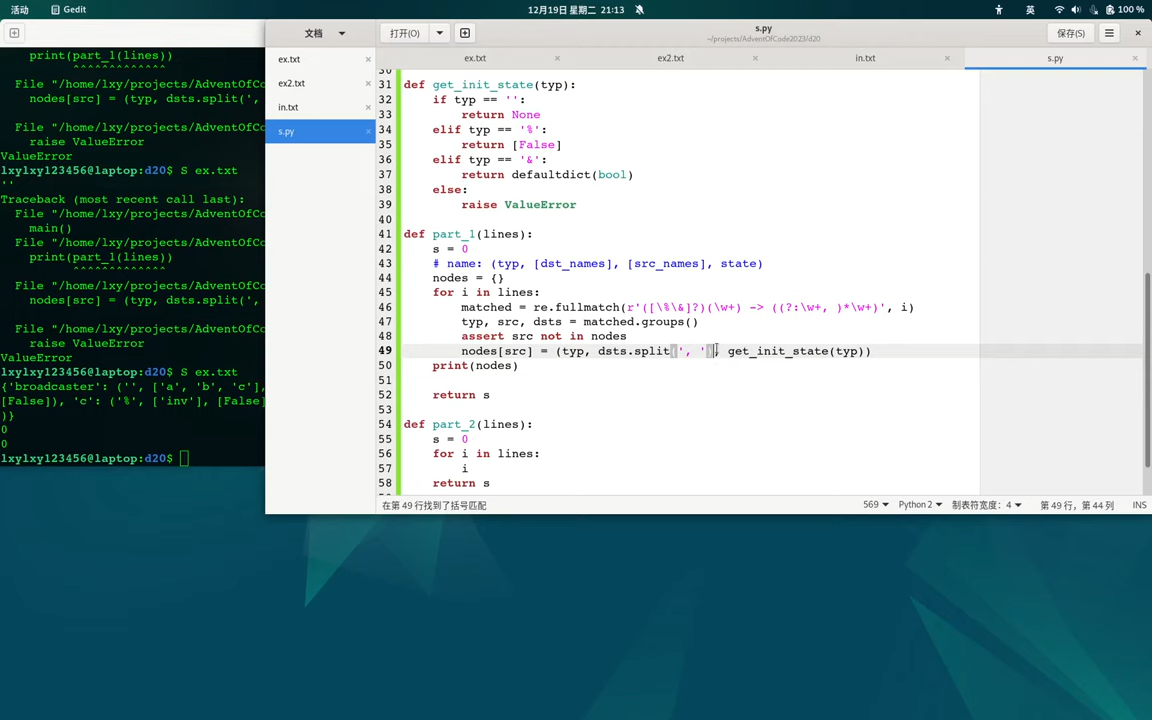 活动
Gedit
12月19日 星期二 21:13
英
100 %
文档
打开(O)
s.py
~/projects/AdventOfCode2023/d20
保存(S)
ex.txt
ex2.txt
in.txt
s.py
ex.txt
ex2.txt
in.txt
s.py
print(part_1(lines))
^^^^^^^^^^^^^
File "/home/lxy/projects/AdventOfC
nodes[src] = (typ, dsts.split(',
File "/home/lxy/projects/AdventOfC
raise ValueError
ValueError
lxylxy123456@laptop:d20$ S ex.txt
''
Traceback (most recent call last):
File "/home/lxy/projects/AdventOfC
main()
File "/home/lxy/projects/AdventOfC
print(part_1(lines))
^^^^^^^^^^^^^
File "/home/lxy/projects/AdventOfC
nodes[src] = (typ, dsts.split(',
File "/home/lxy/projects/AdventOfC
raise ValueError
ValueError
lxylxy123456@laptop:d20$ S ex.txt
{'broadcaster': ('', ['a', 'b', 'c'],
[False]), 'c': ('%', ['inv'], [False]
)}
0
0
lxylxy123456@laptop:d20$
30
31 def get_init_state(typ):
32 if typ == '':
33 return None
34 elif typ == '%':
35 return [False]
36 elif typ == '&':
37 return defaultdict(bool)
38 else:
39 raise ValueError
40
41 def part_1(lines):
42 s = 0
43 # name: (typ, [dst_names], [src_names], state)
44 nodes = {}
45 for i in lines:
46 matched = re.fullmatch(r'([\%\&]?)(\w+) -> ((?:\w+, )*\w+)', i)
47 typ, src, dsts = matched.groups()
48 assert src not in nodes
49 nodes[src] = (typ, dsts.split(', '), get_init_state(typ))
50 print(nodes)
51
52 return s
53
54 def part_2(lines):
55 s = 0
56 for i in lines:
57 i
58 return s
在第 49 行找到了括号匹配
569
Python 2
制表符宽度：4
第 49 行，第 44 列
INS